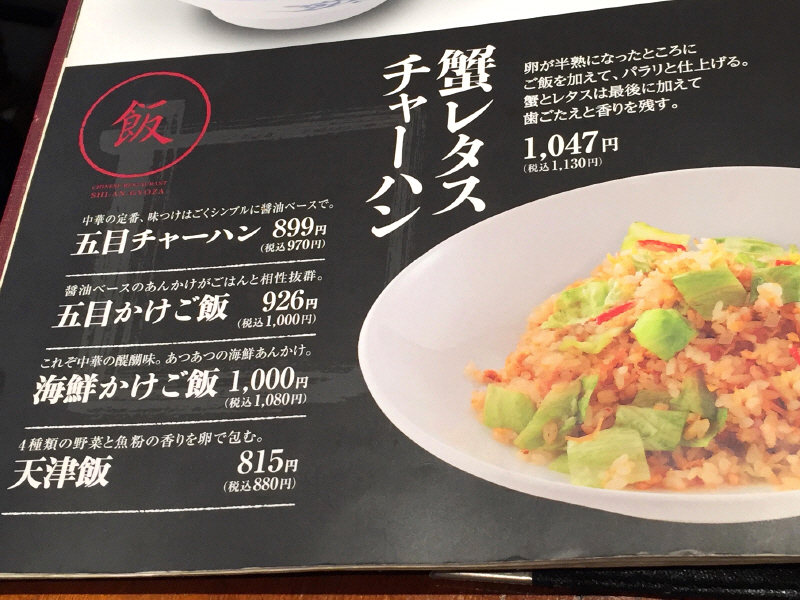 飯
CHINESE RESTAURANT
SHI-AN GYOZA
蟹レタス
チャーハン
卵が半熟になったところに
ご飯を加えて、パラリと仕上げる。
蟹とレタスは最後に加えて
歯ごたえと香りを残す。
1,047円
(税込1,130円)
中華の定番、味つけはごくシンプルに醤油ベースで。
五目チャーハン 899円
(税込970円)
醤油ベースのあんかけがごはんと相性抜群。
五目かけご飯 926円
(税込1,000円)
これぞ中華の醍醐味。あつあつの海鮮あんかけ。
海鮮かけご飯 1,000円
(税込1,080円)
4種類の野菜と魚粉の香りを卵で包む。
天津飯 815円
(税込880円)